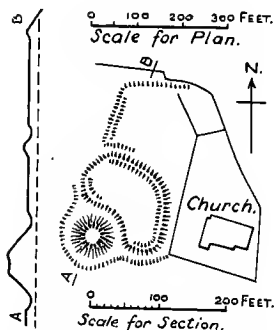 0 100 200 300 FEET.
Scale for Plan.
B
B
N.
Church.
A
A
0 100 200
FEET.
Scale for Section.